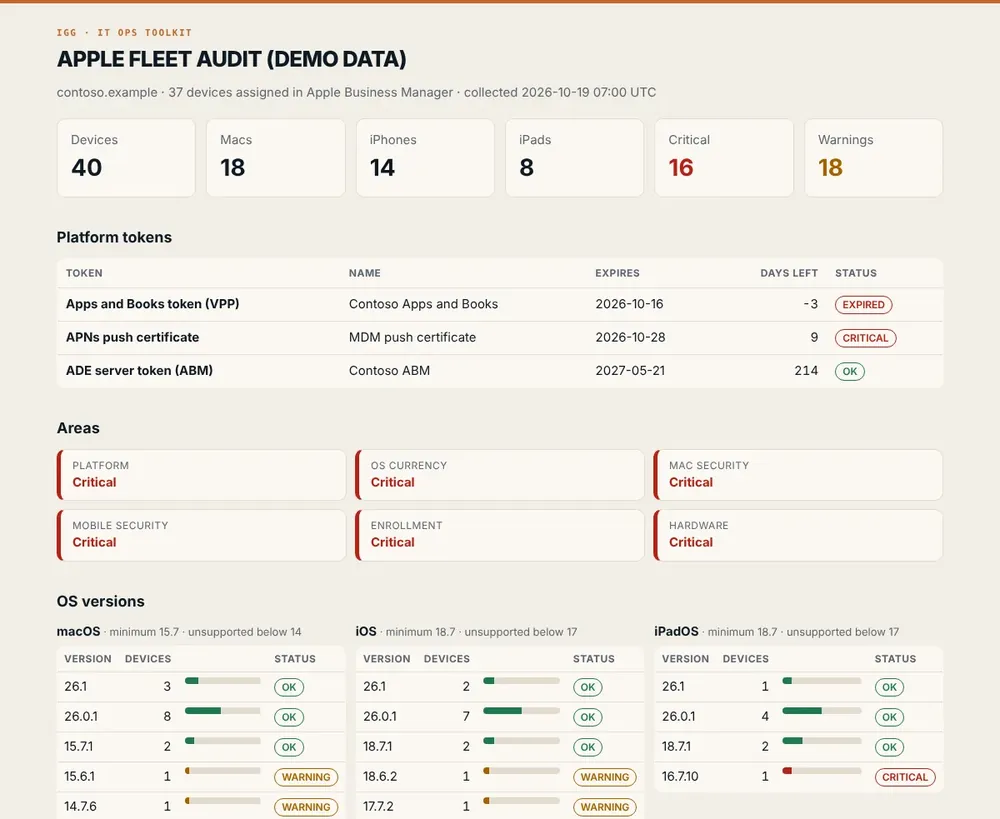 IGG · IT OPS TOOLKIT
APPLE FLEET AUDIT (DEMO DATA)
contoso.example · 37 devices assigned in Apple Business Manager · collected 2026-10-19 07:00 UTC
Devices Macs iPhones iPads Critical Warnings
40 18 14 8 16 18
Platform tokens
TOKEN NAME EXPIRES DAYS LEFT STATUS
Apps and Books token (VPP) Contoso Apps and Books 2026-10-16 -3 EXPIRED
APNs push certificate MDM push certificate 2026-10-28 9 CRITICAL
ADE server token (ABM) Contoso ABM 2027-05-21 214 OK
Areas
PLATFORM OS CURRENCY MAC SECURITY
Critical Critical Critical
MOBILE SECURITY ENROLLMENT HARDWARE
Critical Critical Critical
OS versions
macOS · minimum 15.7 · unsupported below 14 iOS · minimum 18.7 · unsupported below 17 iPadOS · minimum 18.7 · unsupported below 17
VERSION DEVICES STATUS VERSION DEVICES STATUS VERSION DEVICES STATUS
26.1 3 OK 26.1 2 OK 26.1 1 OK
26.0.1 8 OK 26.0.1 7 OK 26.0.1 4 OK
15.7.1 2 OK 18.7.1 2 OK 18.7.1 2 OK
15.6.1 1 WARNING 18.6.2 1 WARNING 16.7.10 1 CRITICAL
14.7.6 1 WARNING 17.7.2 1 WARNING